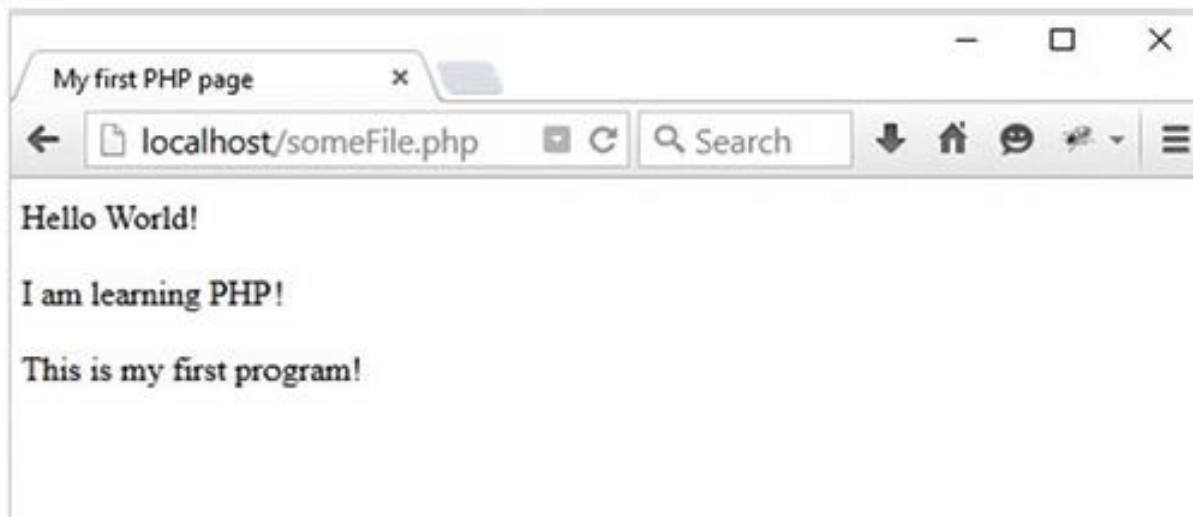 My first PHP page
localhost/someFile.php
Search
Hello World!
I am learning PHP!
This is my first program!